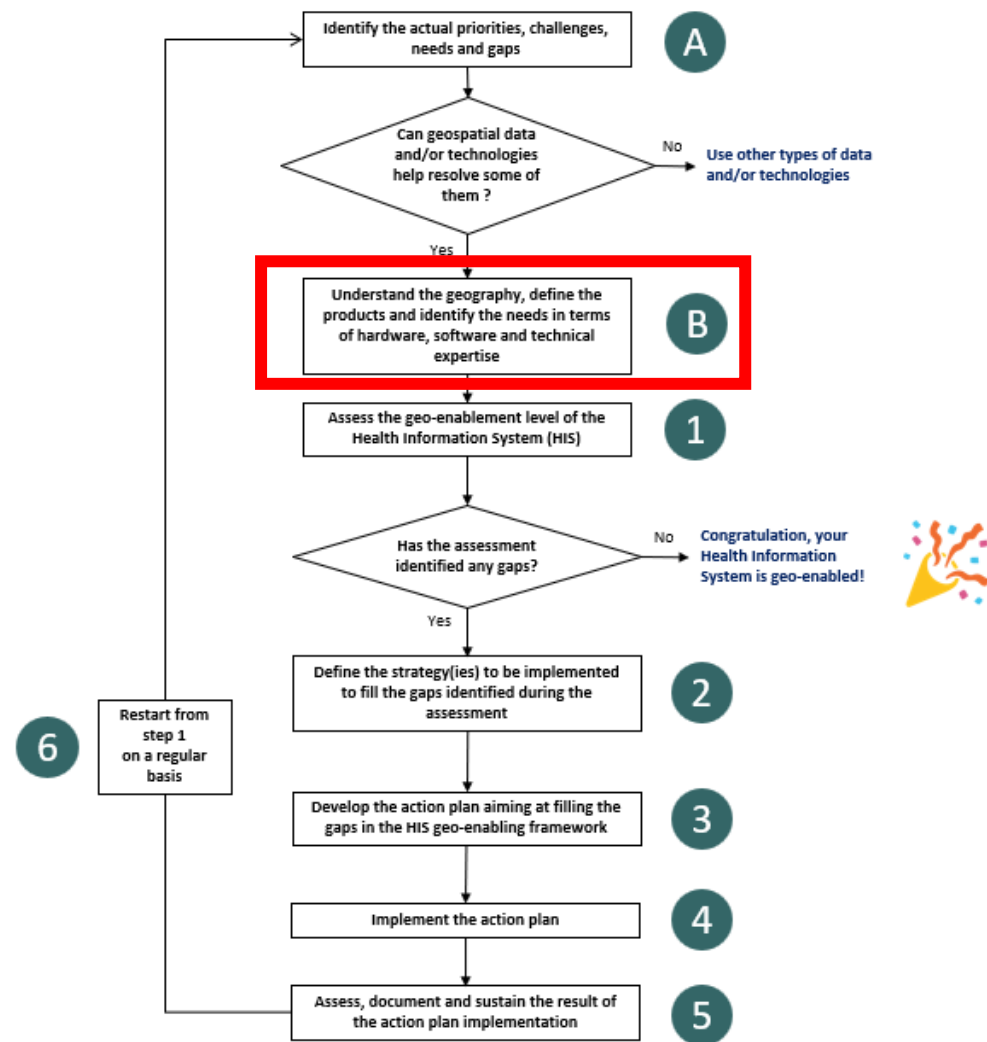 Identify the actual priorities, challenges,
needs and gaps
A
Can geospatial data
and/or technologies
help resolve some of
them ?
No
Use other types of data
and/or technologies
Yes
Understand the geography, define the
products and identify the needs in terms
of hardware, software and technical
expertise
B
Assess the geo-enablement level of the
Health Information System (HIS)
1
Has the assessment
identified any gaps?
No
Congratulation, your
Health Information
System is geo-enabled!
Yes
Define the strategy(ies) to be implemented
to fill the gaps identified during the
assessment
2
6
Restart from
step 1
on a regular
basis
Develop the action plan aiming at filling the
gaps in the HIS geo-enabling framework
3
Implement the action plan
4
Assess, document and sustain the result of
the action plan implementation
5